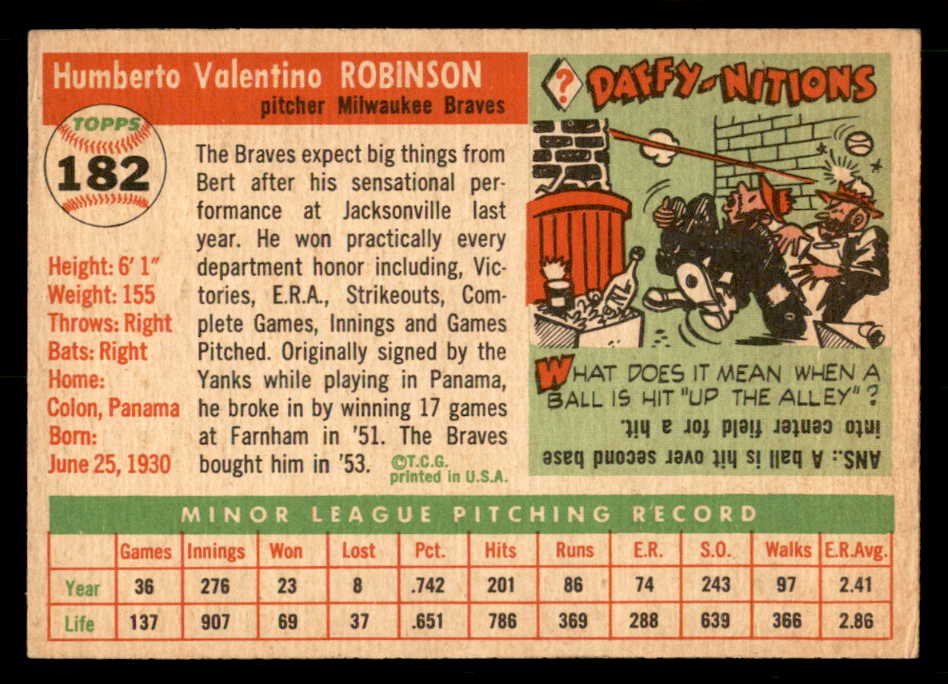 Humberto Valentino ROBINSON
pitcher Milwaukee Braves
TOPPS
182
Height: 6' 1"
Weight: 155
Throws: Right
Bats: Right
Home:
Colon, Panama
Born:
June 25, 1930
The Braves expect big things from
Bert after his sensational per-
formance at Jacksonville last
year. He won practically every
department honor including, Vic-
tories, E.R.A., Strikeouts, Com-
plete Games, Innings and Games
Pitched. Originally signed by the
Yanks while playing in Panama,
he broke in by winning 17 games
at Farnham in '51. The Braves
bought him in '53.
©T.C.G.
printed in U.S.A.
? DAFFY-NITIONS
WHAT DOES IT MEAN WHEN A
BALL IS HIT "UP THE ALLEY"?
ANS.: A ball is hit over second base
into center field for a hit.
MINOR LEAGUE PITCHING RECORD
Games Innings Won Lost Pct. Hits Runs E.R. S.O. Walks E.R.Avg.
Year 36 276 23 8 .742 201 86 74 243 97 2.41
Life 137 907 69 37 .651 786 369 288 639 366 2.86